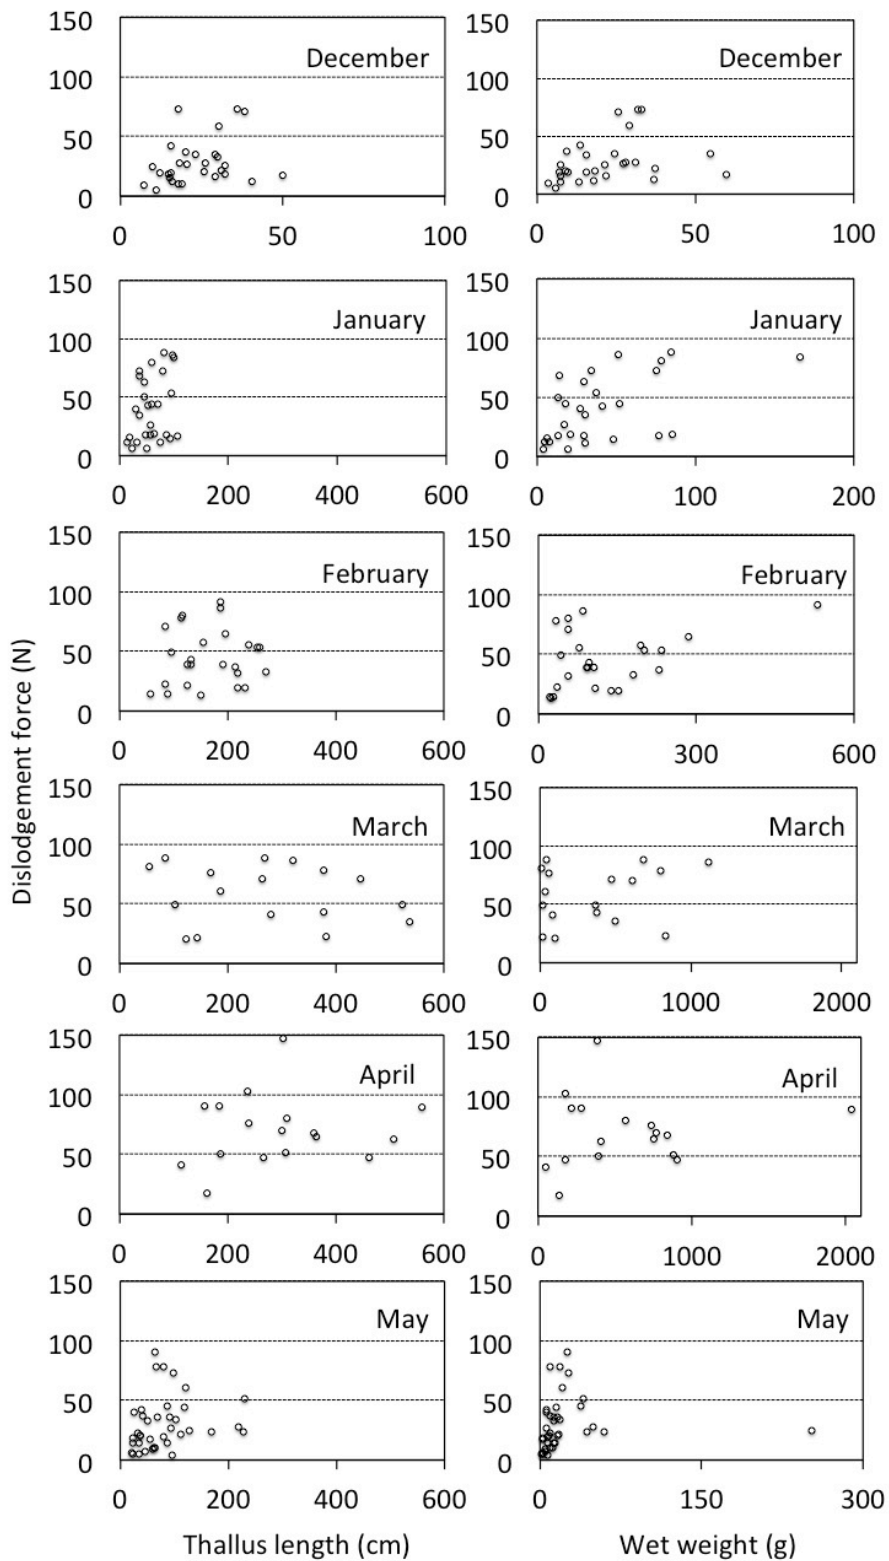 150
100
50
0
December
0 50 100
150
100
50
0
December
0 50 100
150
100
50
0
January
0 200 400 600
150
100
50
0
January
0 100 200
150
100
50
0
February
0 200 400 600
150
100
50
0
February
0 300 600
Dislodgement force (N)
150
100
50
0
March
0 200 400 600
150
100
50
0
March
0 1000 2000
150
100
50
0
April
0 200 400 600
150
100
50
0
April
0 1000 2000
150
100
50
0
May
0 200 400 600
150
100
50
0
May
0 150 300
Thallus length (cm)
Wet weight (g)